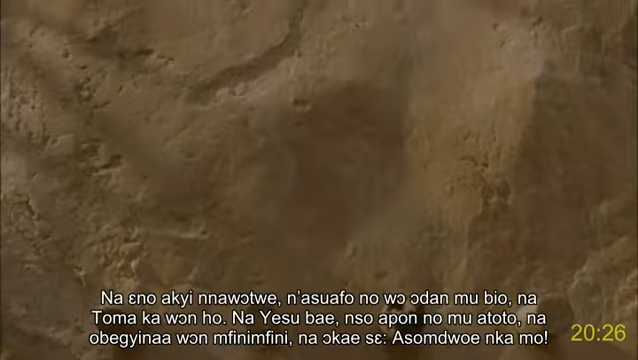 Na ɛno akyi nnawɔtwe, n'asuafo no wɔ ɔdan mu bio, na
Toma ka wɔn ho. Na Yesu bae, nso apon no mu atoto, na
obegyinaa wɔn mfinimfini, na ɔkae sɛ: Asomdwoe nka mo!
20:26